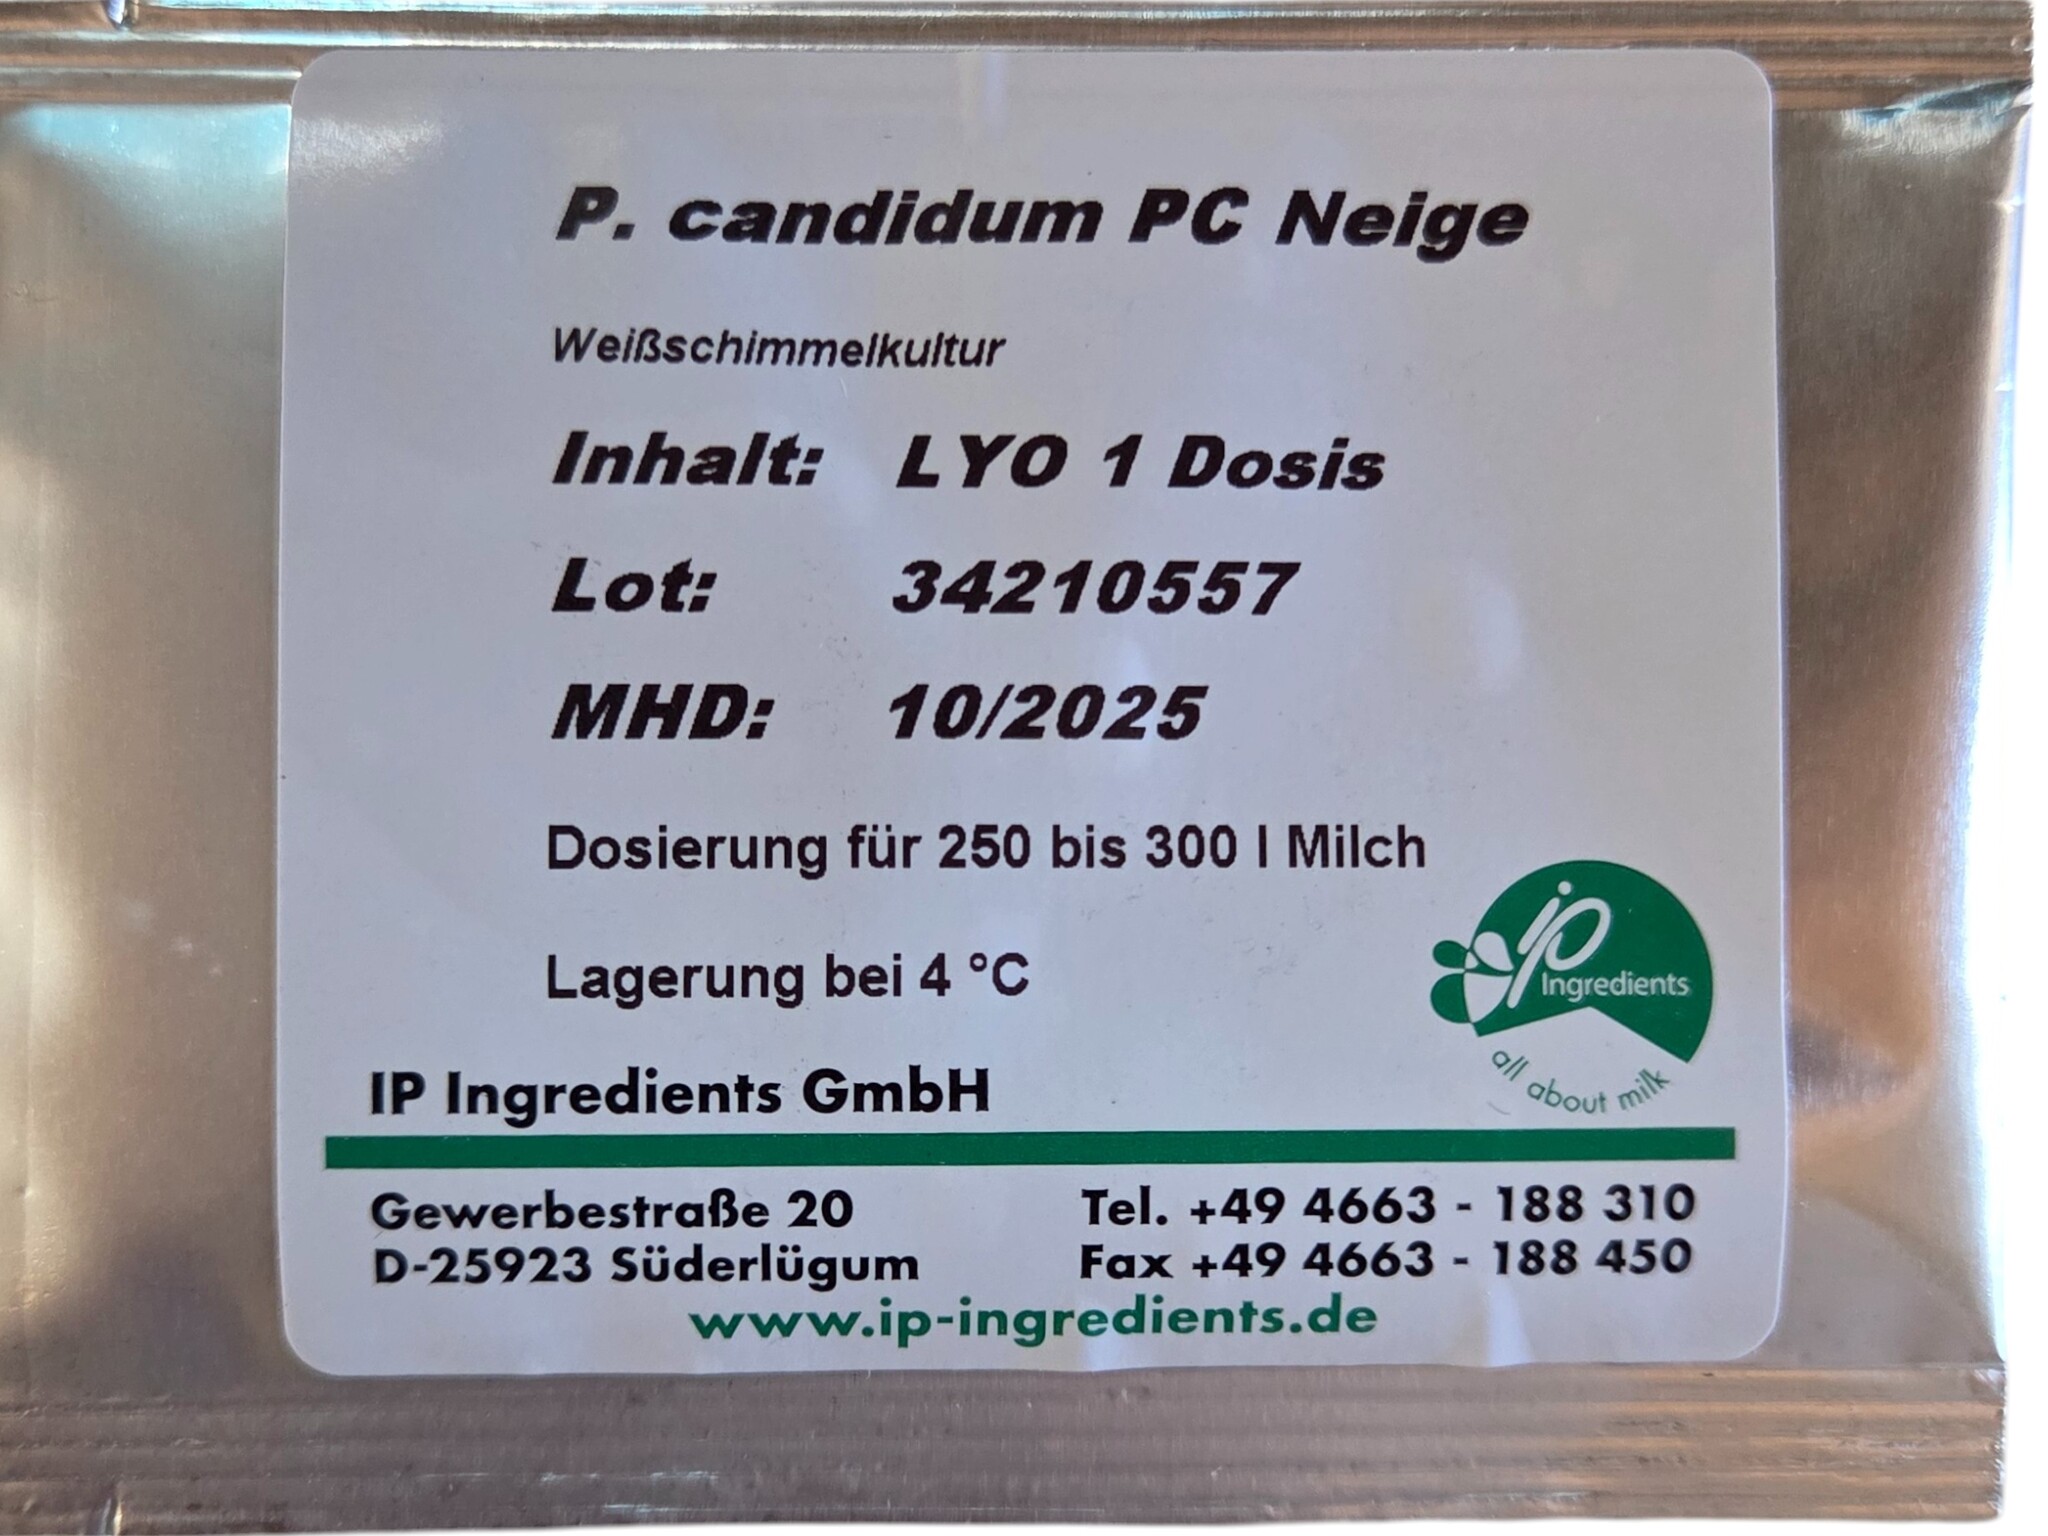 P. candidum PC Neige
Weißschimmelkultur
Inhalt: LYO 1 Dosis
Lot: 34210557
MHD: 10/2025
Dosierung für 250 bis 300 l Milch
Lagerung bei 4 °C
ip
Ingredients
all about milk
IP Ingredients GmbH
Gewerbestraße 20
D-25923 Süderlügum
Tel. +49 4663 - 188 310
Fax +49 4663 - 188 450
www.ip-ingredients.de